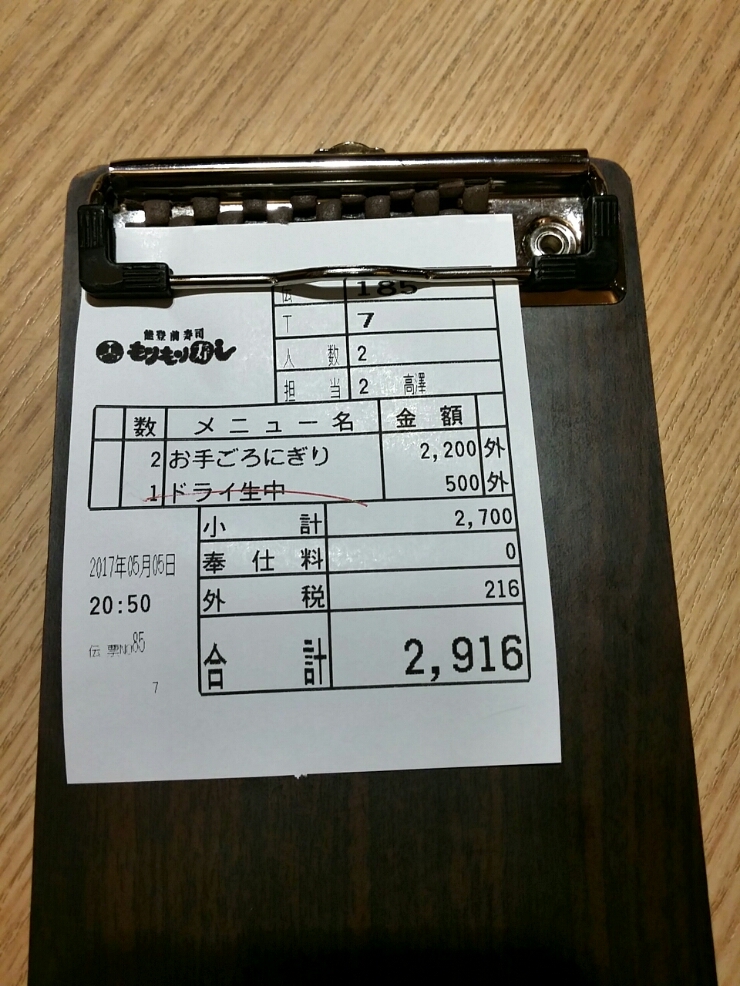 伝 185
T 7
人 数 2
担 当 2 高澤
能登前寿司
もりもり寿し
数 メニュー名 金 額
2 お手ごろにぎり 2,200 外
1 ドライ生中 500 外
小 計 2,700
奉 仕 料 0
外 税 216
合 計 2,916
2017年05月05日
20:50
伝 票No85
7